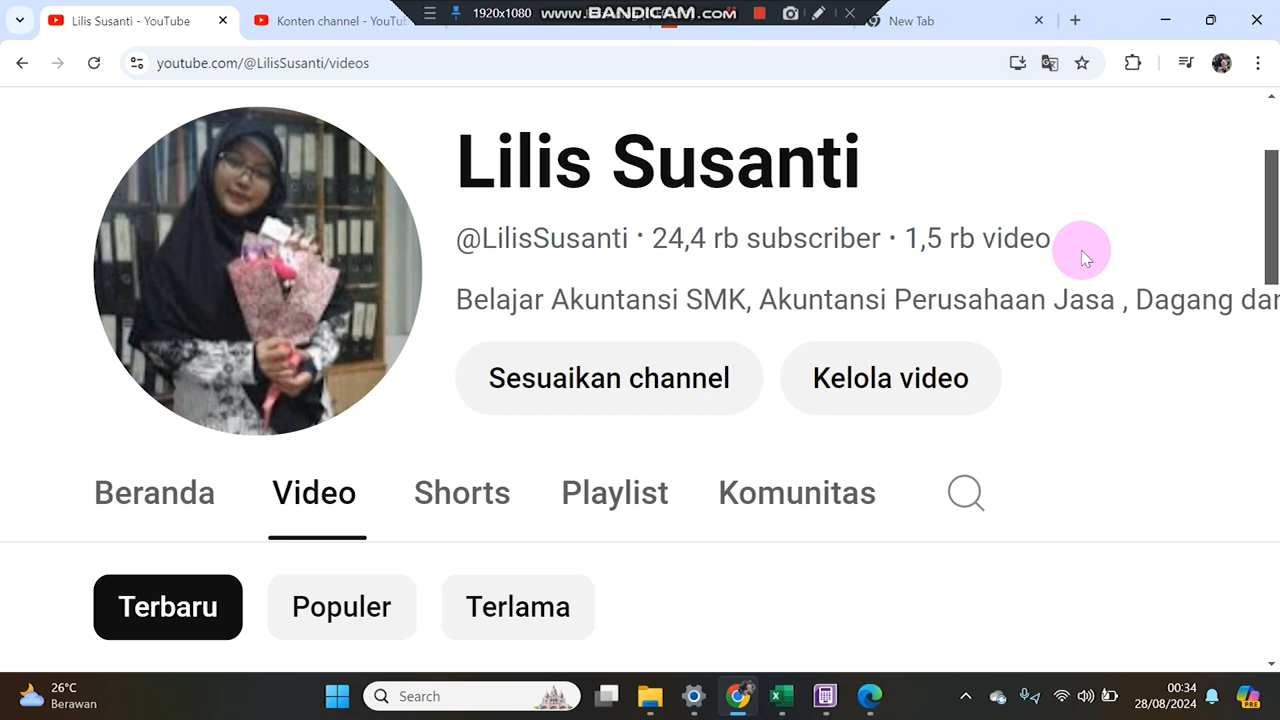 Lilis Susanti - YouTube
Konten channel - YouTu
1920x1080
www.BANDICAM.com
New Tab
youtube.com/@LilisSusanti/videos
Lilis Susanti
@LilisSusanti · 24,4 rb subscriber · 1,5 rb video
Belajar Akuntansi SMK, Akuntansi Perusahaan Jasa , Dagang dan
Sesuaikan channel
Kelola video
Beranda
Video
Shorts
Playlist
Komunitas
Terbaru
Populer
Terlama
26°C
Berawan
Search
00:34
28/08/2024
PRE